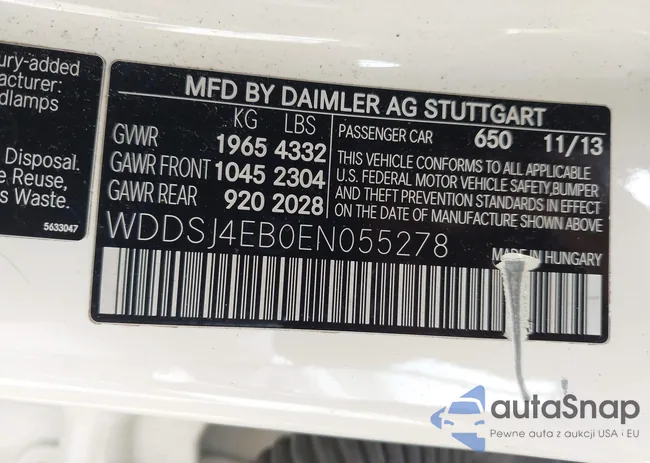 ury-added
acturer:
dlamps
Disposal.
e Reuse,
s Waste.
5633047
MFD BY DAIMLER AG STUTTGART
KG LBS
GVWR 1965 4332
GAWR FRONT 1045 2304
GAWR REAR 920 2028
PASSENGER CAR 650 11/13
THIS VEHICLE CONFORMS TO ALL APPLICABLE
U.S. FEDERAL MOTOR VEHICLE SAFETY,BUMPER
AND THEFT PREVENTION STANDARDS IN EFFECT
ON THE DATE OF MANUFACTURE SHOWN ABOVE
WDDSJ4EB0EN055278
MADE IN HUNGARY
autaSnap
Pewne auta z aukcji USA i EU